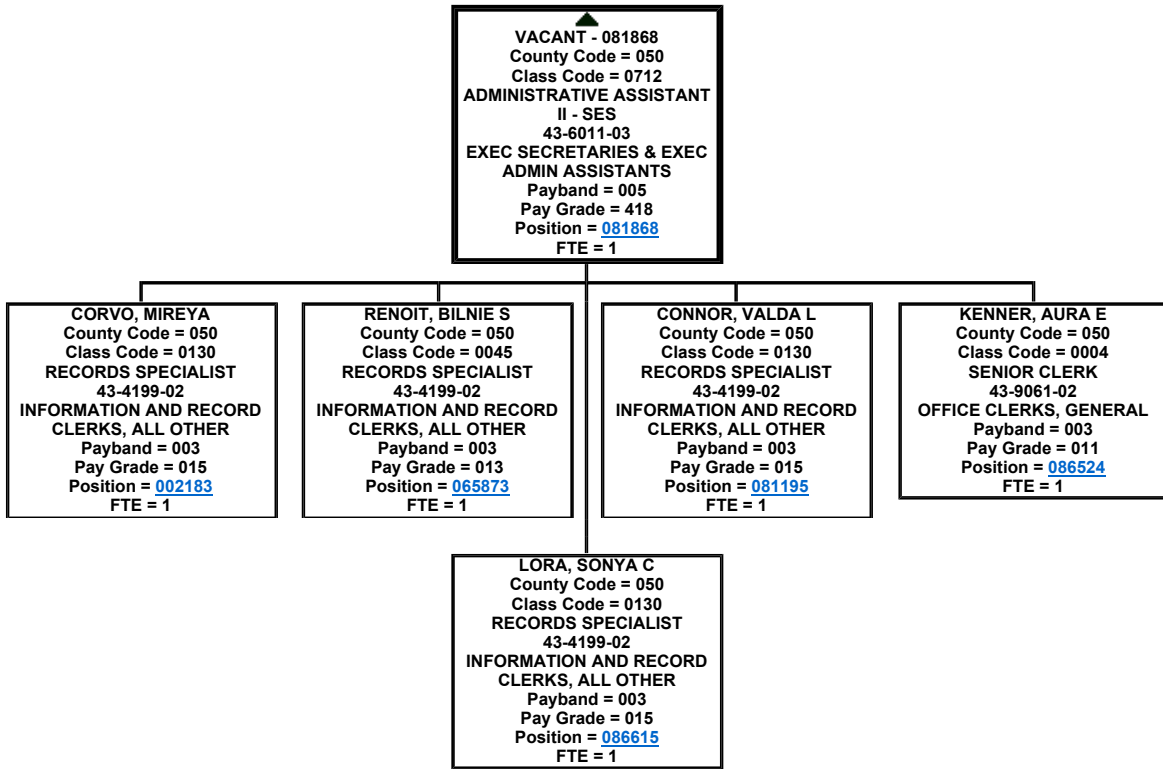 VACANT - 081868
County Code = 050
Class Code = 0712
ADMINISTRATIVE ASSISTANT
II - SES
43-6011-03
EXEC SECRETARIES & EXEC
ADMIN ASSISTANTS
Payband = 005
Pay Grade = 418
Position = 081868
FTE = 1
CORVO, MIREYA
County Code = 050
Class Code = 0130
RECORDS SPECIALIST
43-4199-02
INFORMATION AND RECORD
CLERKS, ALL OTHER
Payband = 003
Pay Grade = 015
Position = 002183
FTE = 1
RENOIT, BILNIE S
County Code = 050
Class Code = 0045
RECORDS SPECIALIST
43-4199-02
INFORMATION AND RECORD
CLERKS, ALL OTHER
Payband = 003
Pay Grade = 013
Position = 065873
FTE = 1
CONNOR, VALDA L
County Code = 050
Class Code = 0130
RECORDS SPECIALIST
43-4199-02
INFORMATION AND RECORD
CLERKS, ALL OTHER
Payband = 003
Pay Grade = 015
Position = 081195
FTE = 1
KENNER, AURA E
County Code = 050
Class Code = 0004
SENIOR CLERK
43-9061-02
OFFICE CLERKS, GENERAL
Payband = 003
Pay Grade = 011
Position = 086524
FTE = 1
LORA, SONYA C
County Code = 050
Class Code = 0130
RECORDS SPECIALIST
43-4199-02
INFORMATION AND RECORD
CLERKS, ALL OTHER
Payband = 003
Pay Grade = 015
Position = 086615
FTE = 1